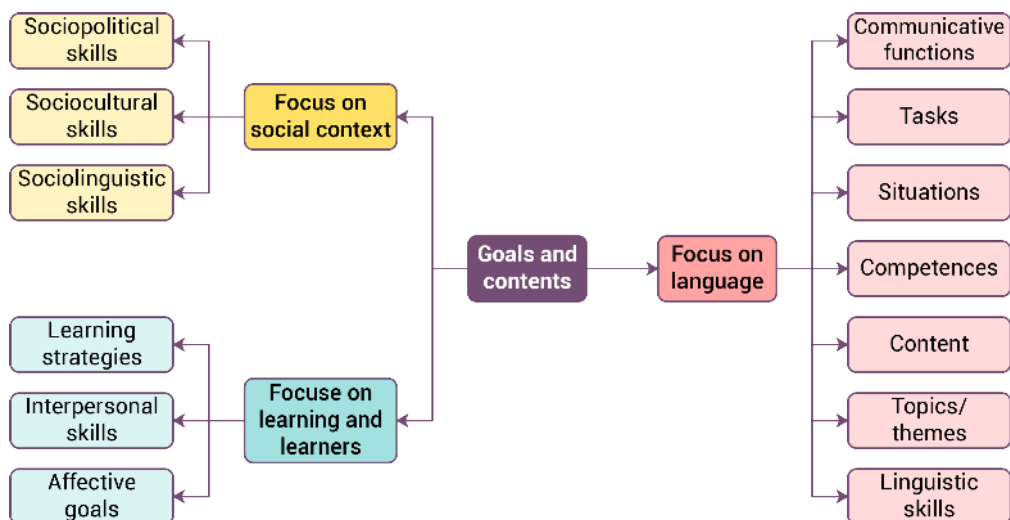 Sociopolitical
skills
Sociocultural
skills
Sociolinguistic
skills
Focus on
social context
Learning
strategies
Interpersonal
skills
Affective
goals
Focuse on
learning and
learners
Goals and
contents
Focus on
language
Communicative
functions
Tasks
Situations
Competences
Content
Topics/
themes
Linguistic
skills